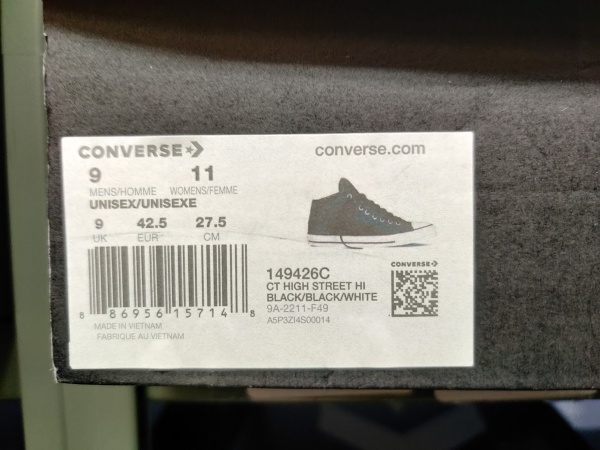 CONVERSE
converse.com
9 11
MENS/HOMME WOMENS/FEMME
UNISEX/UNISEXE
9 42.5 27.5
UK EUR CM
CONVERSE
149426C
CT HIGH STREET HI
BLACK/BLACK/WHITE
9A-2211-F49
A5P3ZI4S00014
8 86956 15714 8
MADE IN VIETNAM
FABRIQUE AU VIETNAM